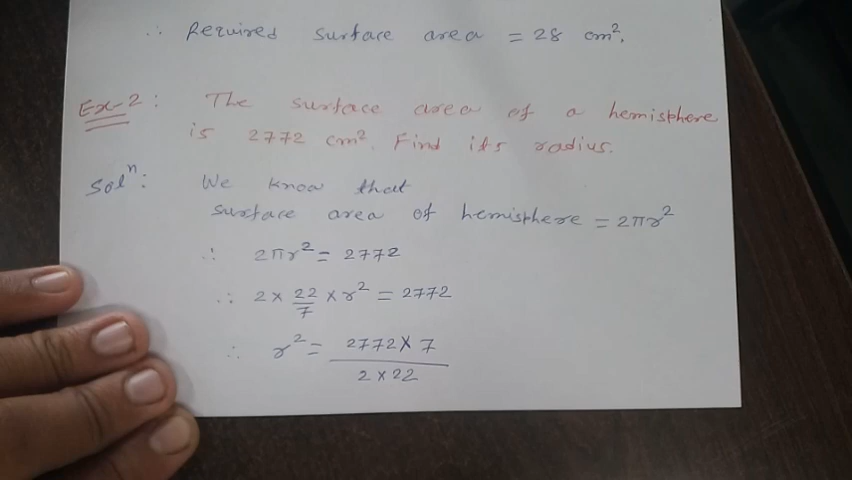 ∴ Required surface area = 28 cm².
Ex-2 : The surface area of a hemisphere
is 2772 cm². Find its radius.
Solⁿ : We know that
surface area of hemisphere = 2πr²
∴ 2πr² = 2772
∴ 2 × 22/7 × r² = 2772
∴ r² = 2772 × 7
2 × 22